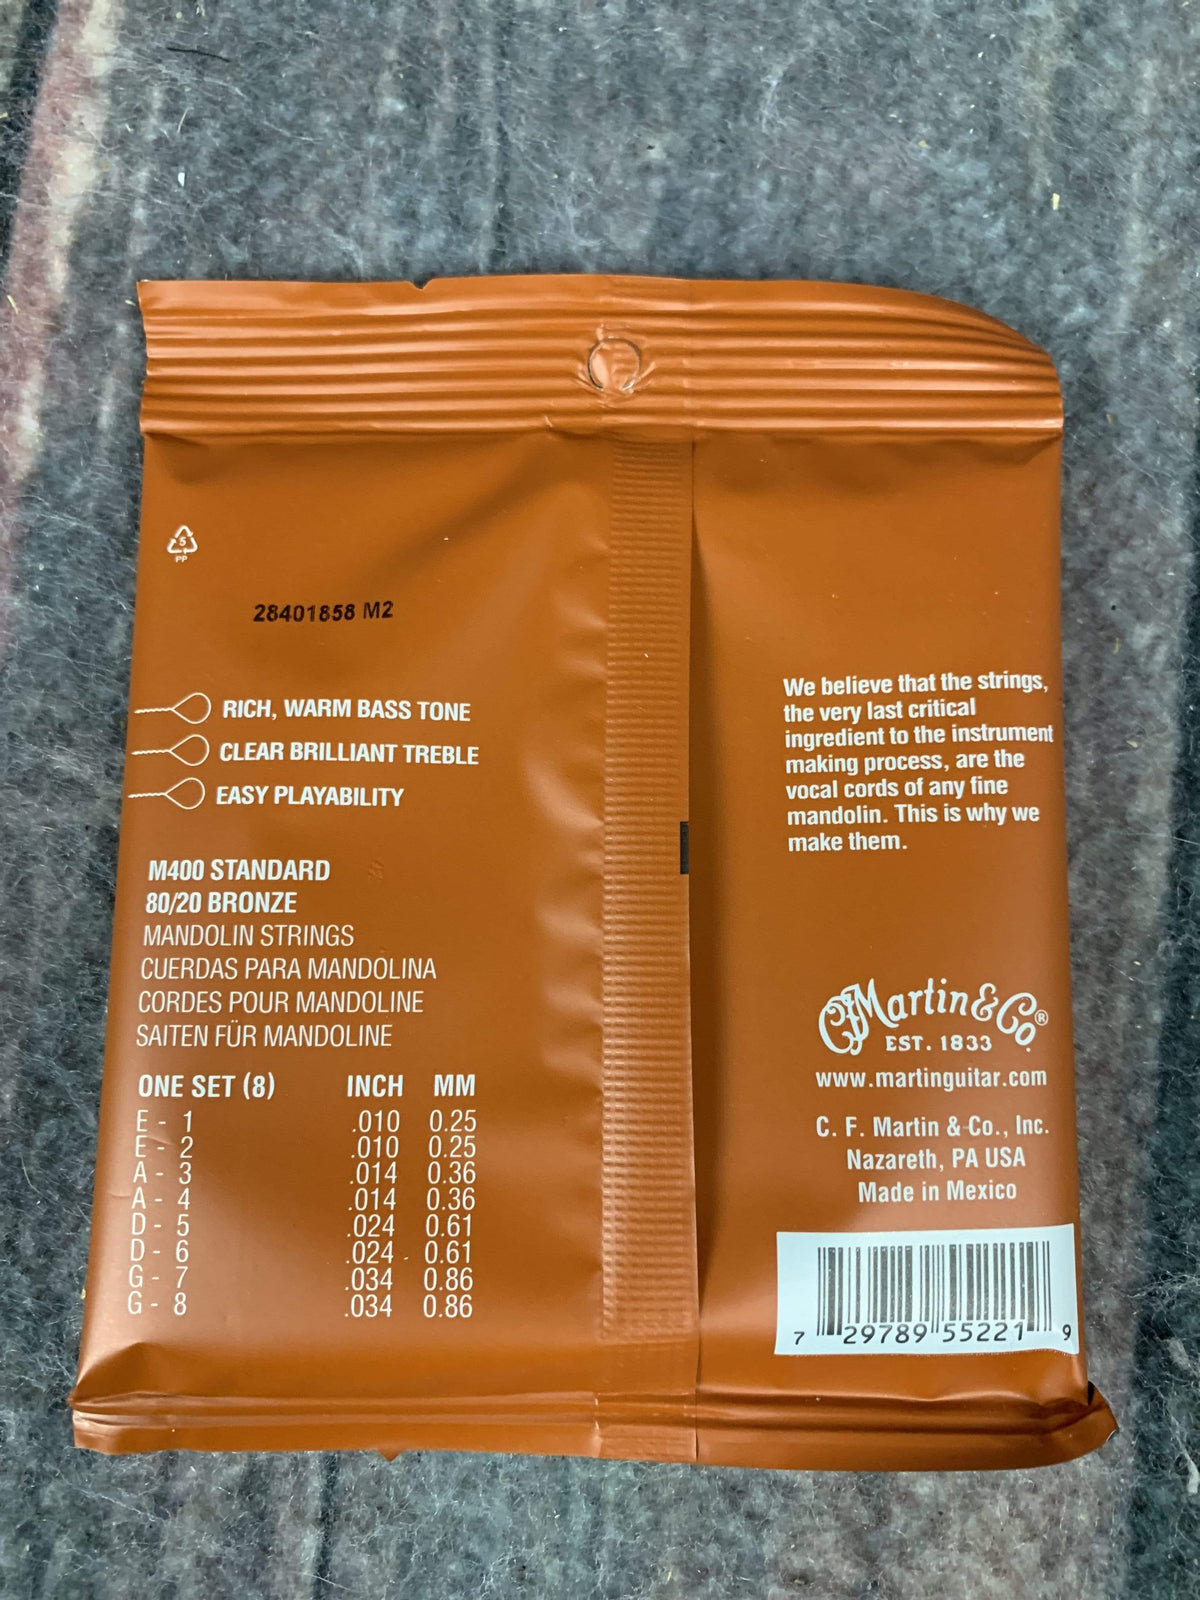 5
PP
28401858 M2
RICH, WARM BASS TONE
CLEAR BRILLIANT TREBLE
EASY PLAYABILITY
M400 STANDARD
80/20 BRONZE
MANDOLIN STRINGS
CUERDAS PARA MANDOLINA
CORDES POUR MANDOLINE
SAITEN FÜR MANDOLINE
ONE SET (8) INCH MM
E - 1 .010 0.25
E - 2 .010 0.25
A - 3 .014 0.36
A - 4 .014 0.36
D - 5 .024 0.61
D - 6 .024 0.61
G - 7 .034 0.86
G - 8 .034 0.86
We believe that the strings,
the very last critical
ingredient to the instrument
making process, are the
vocal cords of any fine
mandolin. This is why we
make them.
CF Martin & Co.®
EST. 1833
www.martinguitar.com
C. F. Martin & Co., Inc.
Nazareth, PA USA
Made in Mexico
7 29789 55221 9